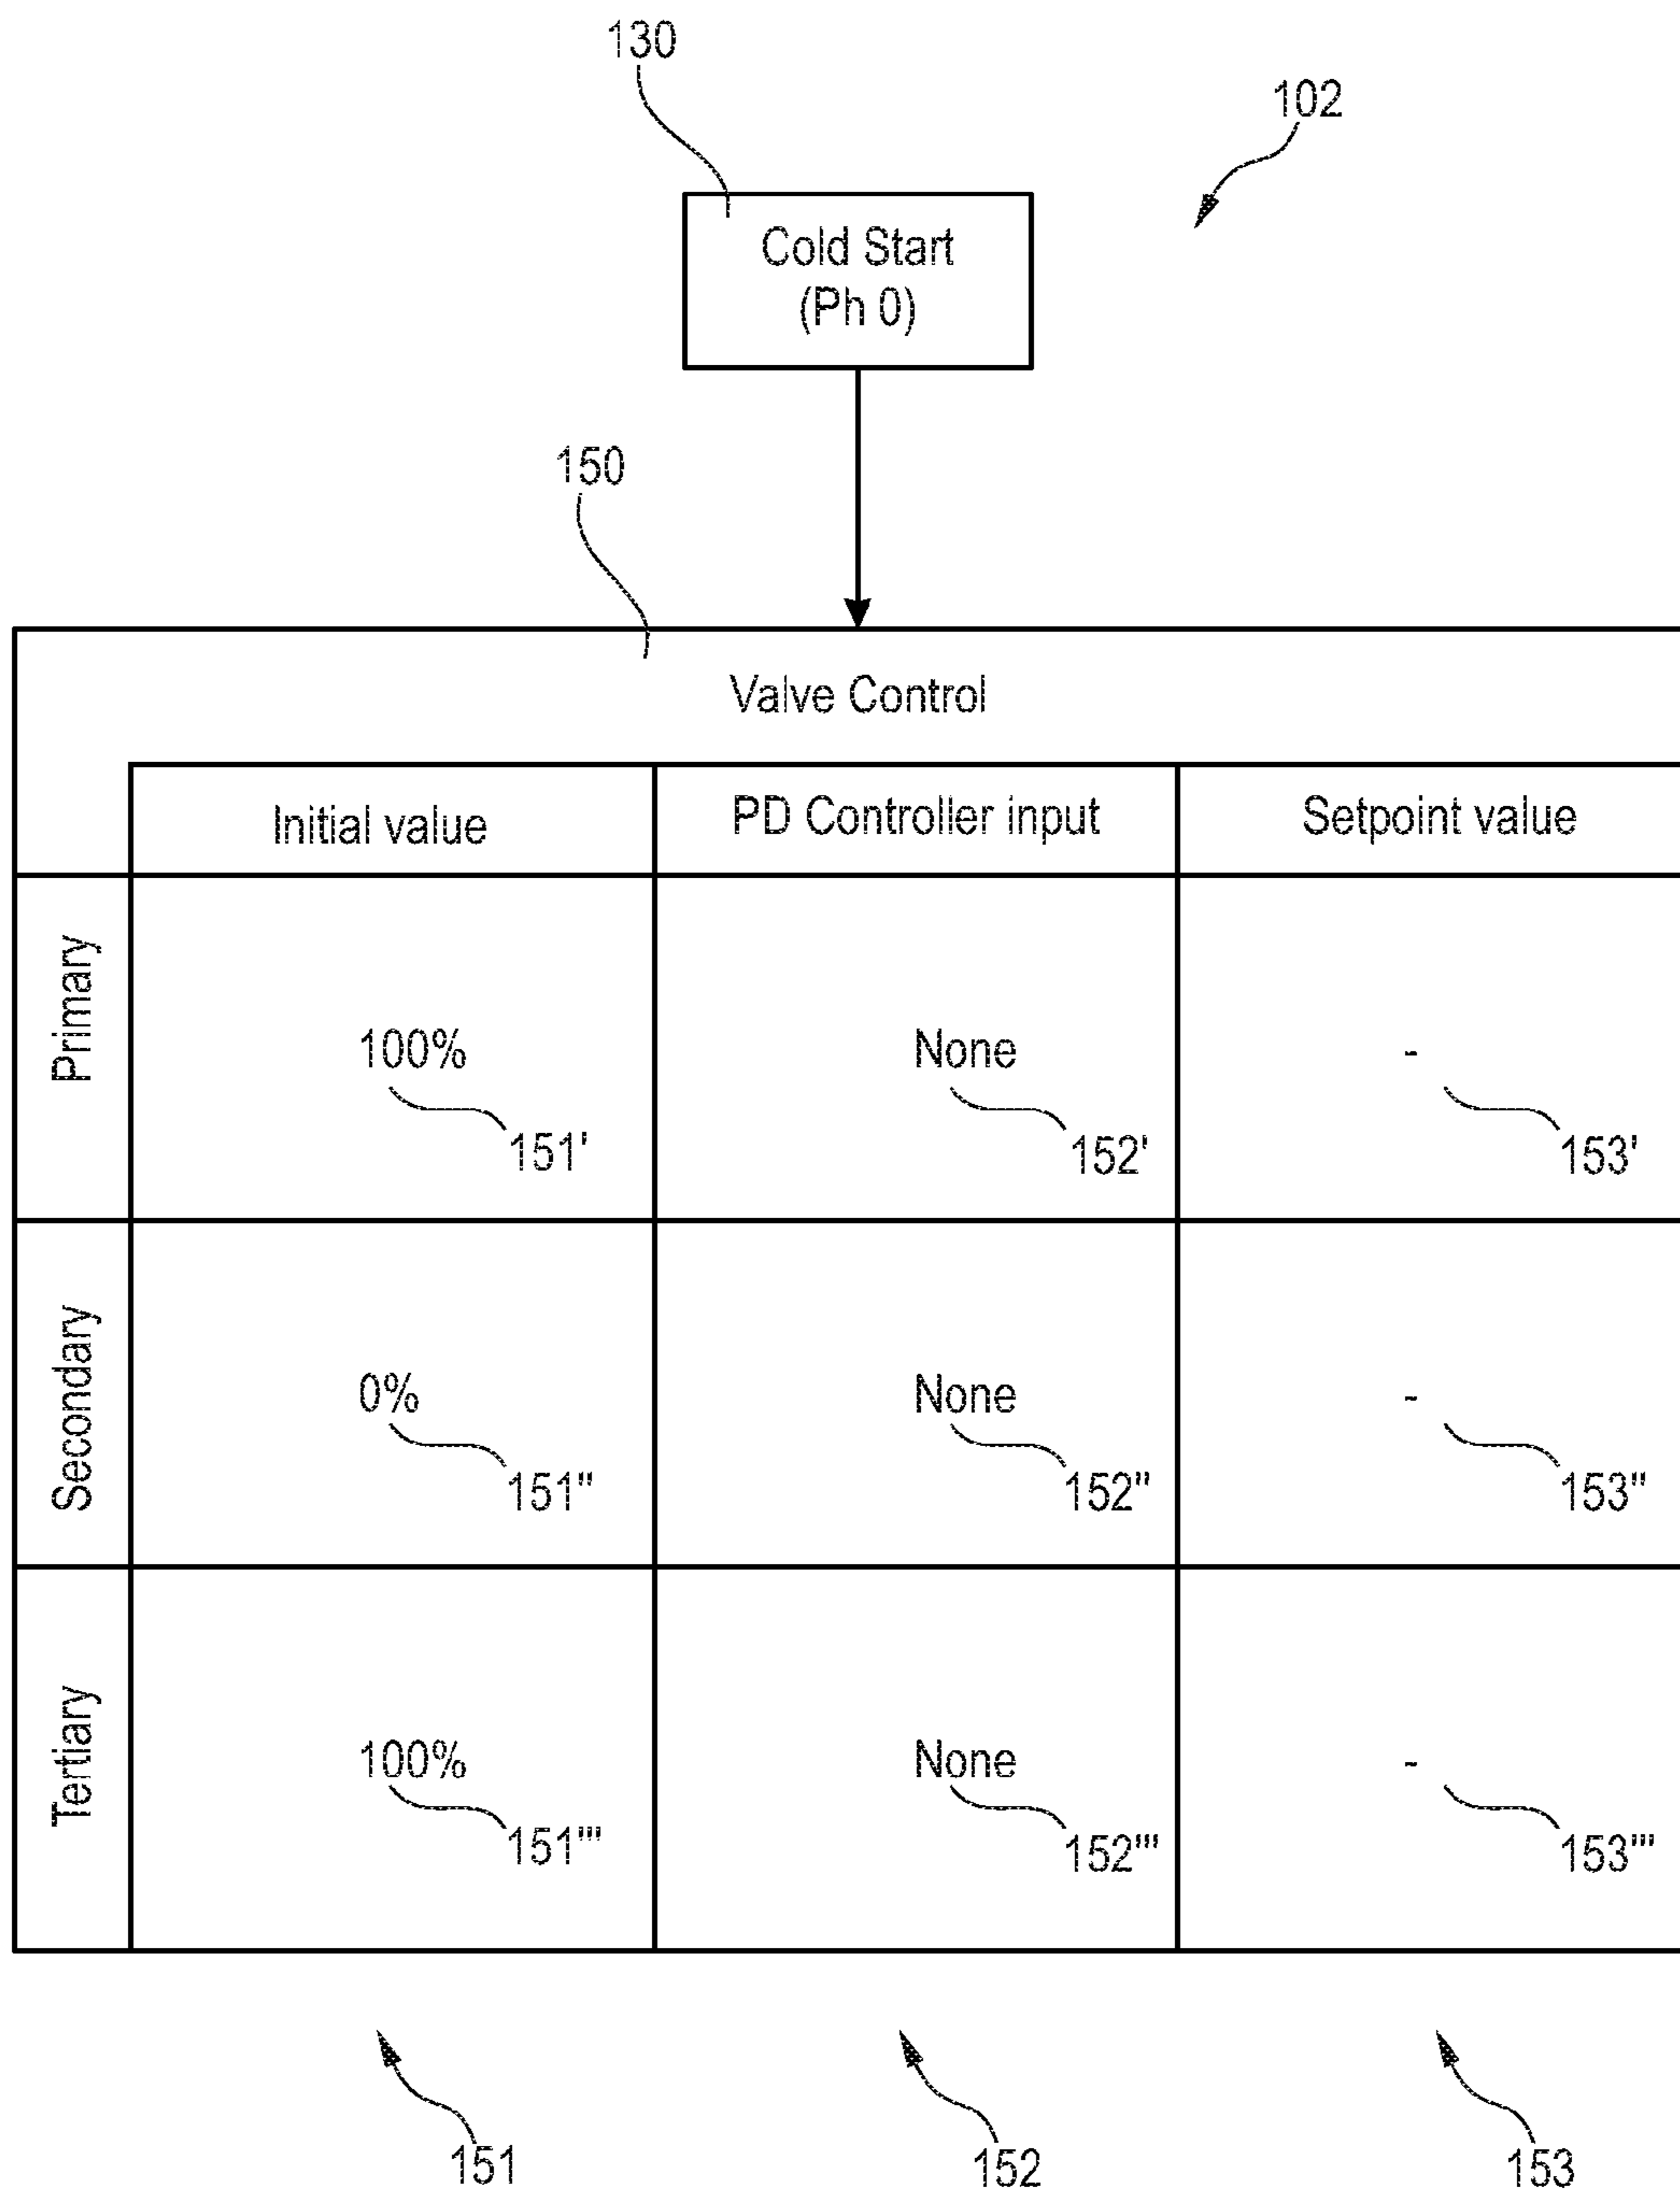 130
102
Cold Start
(Ph 0)
150
Valve Control
Initial value
PD Controller input
Setpoint value
Primary
100%
None
-
151'
152'
153'
Secondary
0%
None
-
151"
152"
153"
Tertiary
100%
None
-
151'"
152'"
153'"
151
152
153